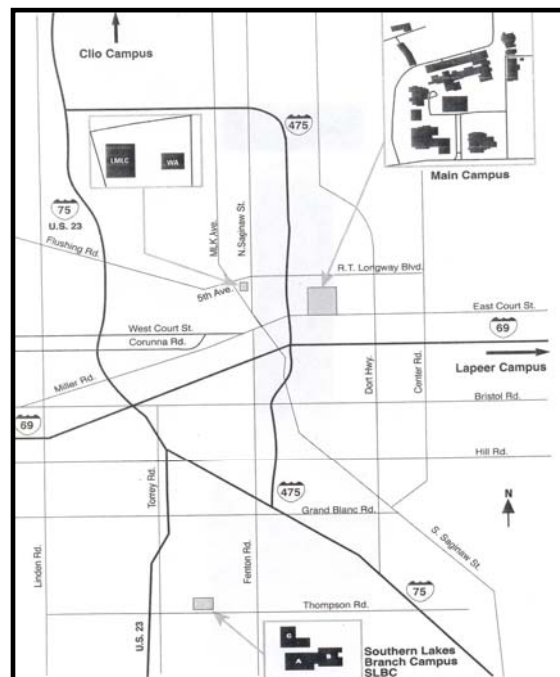 Clio Campus
475
LMLC
WA
Main Campus
75
U.S. 23
Flushing Rd.
MLK Ave.
N.Saginaw St.
R.T. Longway Blvd.
5th Ave.
East Court St.
West Court St.
69
Corunna Rd.
Lapeer Campus
Miller Rd.
Dort Hwy.
Center Rd.
Bristol Rd.
69
Hill Rd.
Torrey Rd.
475
Grand Blanc Rd.
N
Linden Rd.
Fenton Rd.
S. Saginaw St.
75
Thompson Rd.
U.S. 23
C
A
B
Southern Lakes
Branch Campus
SLBC